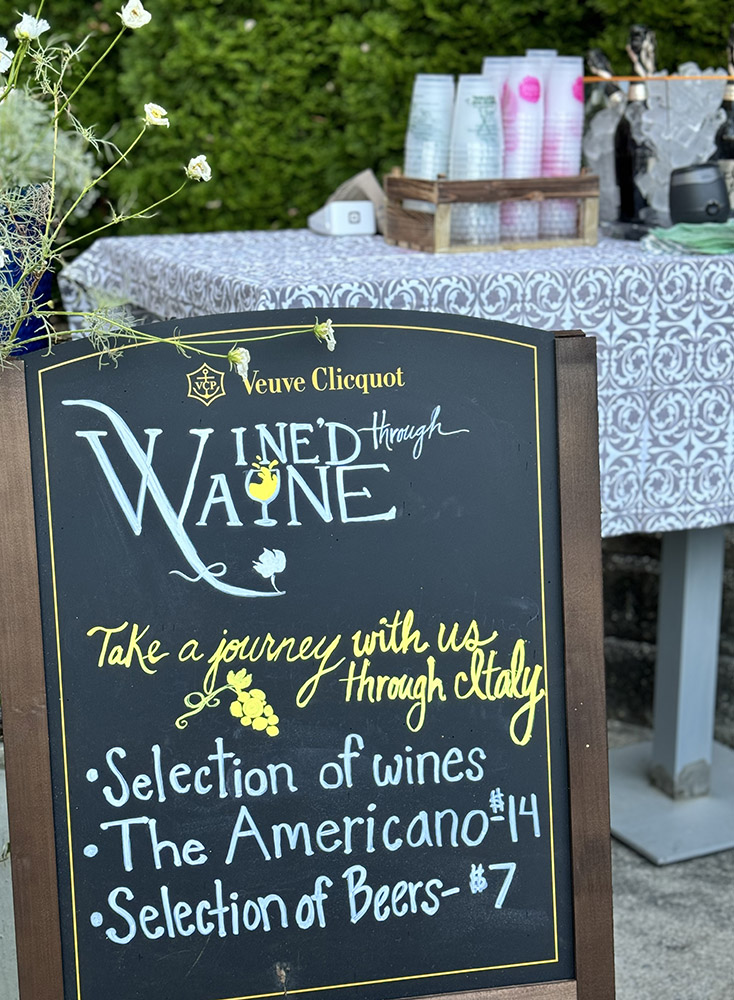 VCP
Veuve Clicquot
WINE'D through
WAYNE
Take a journey with us
through Italy
• Selection of wines
• The Americano - $14
• Selection of Beers - $7